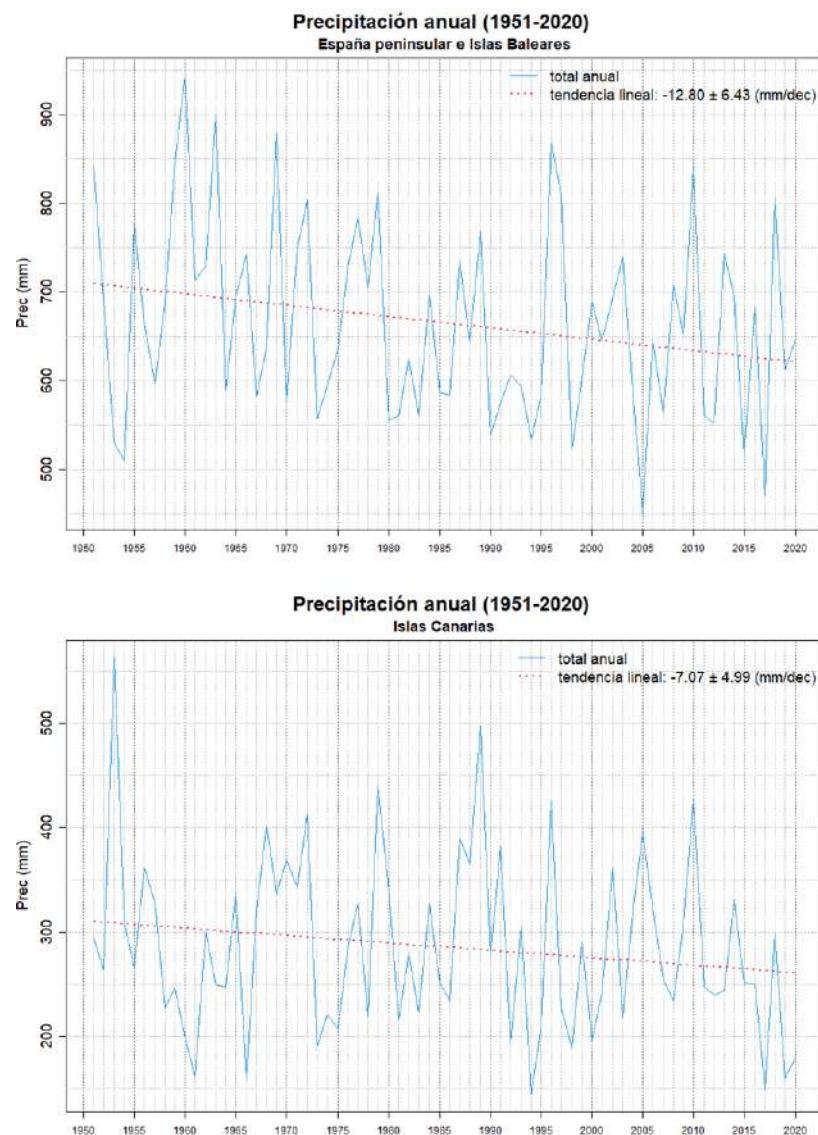 Precipitación anual (1951-2020)
España peninsular e Islas Baleares
total anual
tendencia lineal: -12.80 ± 6.43 (mm/dec)
Prec (mm)
900
800
700
600
500
1950 1955 1960 1965 1970 1975 1980 1985 1990 1995 2000 2005 2010 2015 2020
Precipitación anual (1951-2020)
Islas Canarias
total anual
tendencia lineal: -7.07 ± 4.99 (mm/dec)
Prec (mm)
500
400
300
200
1950 1955 1960 1965 1970 1975 1980 1985 1990 1995 2000 2005 2010 2015 2020